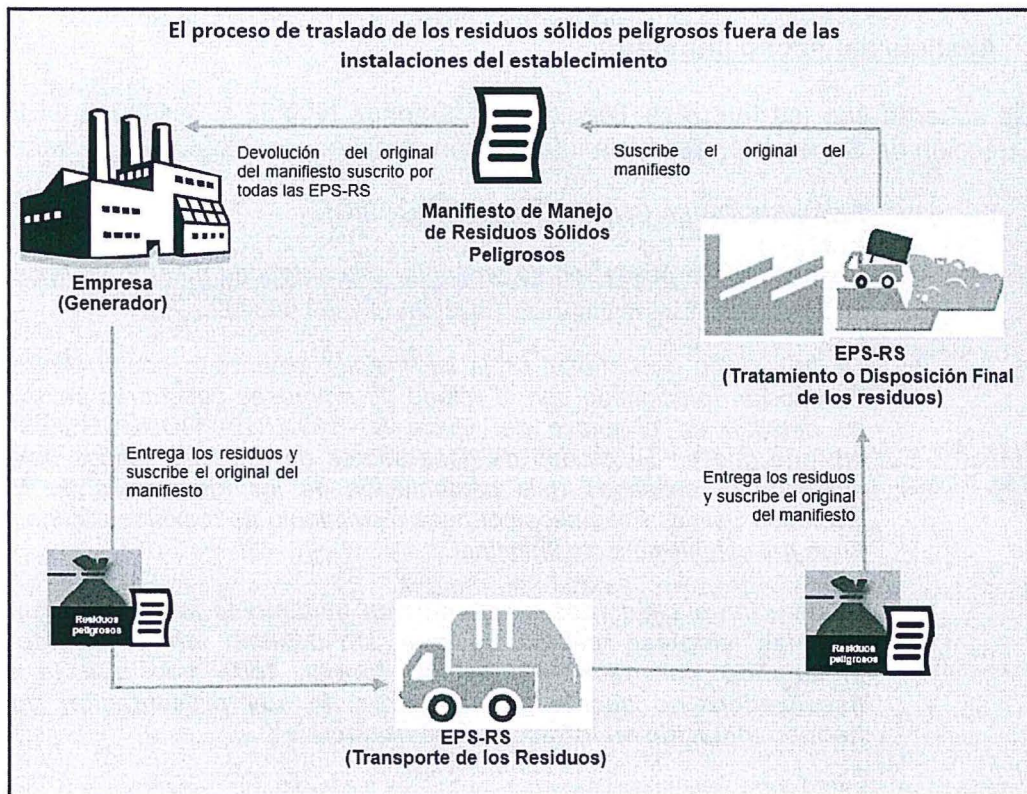 El proceso de traslado de los residuos sólidos peligrosos fuera de las
instalaciones del establecimiento
Devolución del original
del manifiesto suscrito por
todas las EPS-RS
Suscribe el original del
manifiesto
Manifiesto de Manejo
de Residuos Sólidos
Peligrosos
Empresa
(Generador)
EPS-RS
(Tratamiento o Disposición Final
de los residuos)
Entrega los residuos y
suscribe el original del
manifiesto
Entrega los residuos
y suscribe el original
del manifiesto
Residuos
peligrosos
Residuos
peligrosos
EPS-RS
(Transporte de los Residuos)